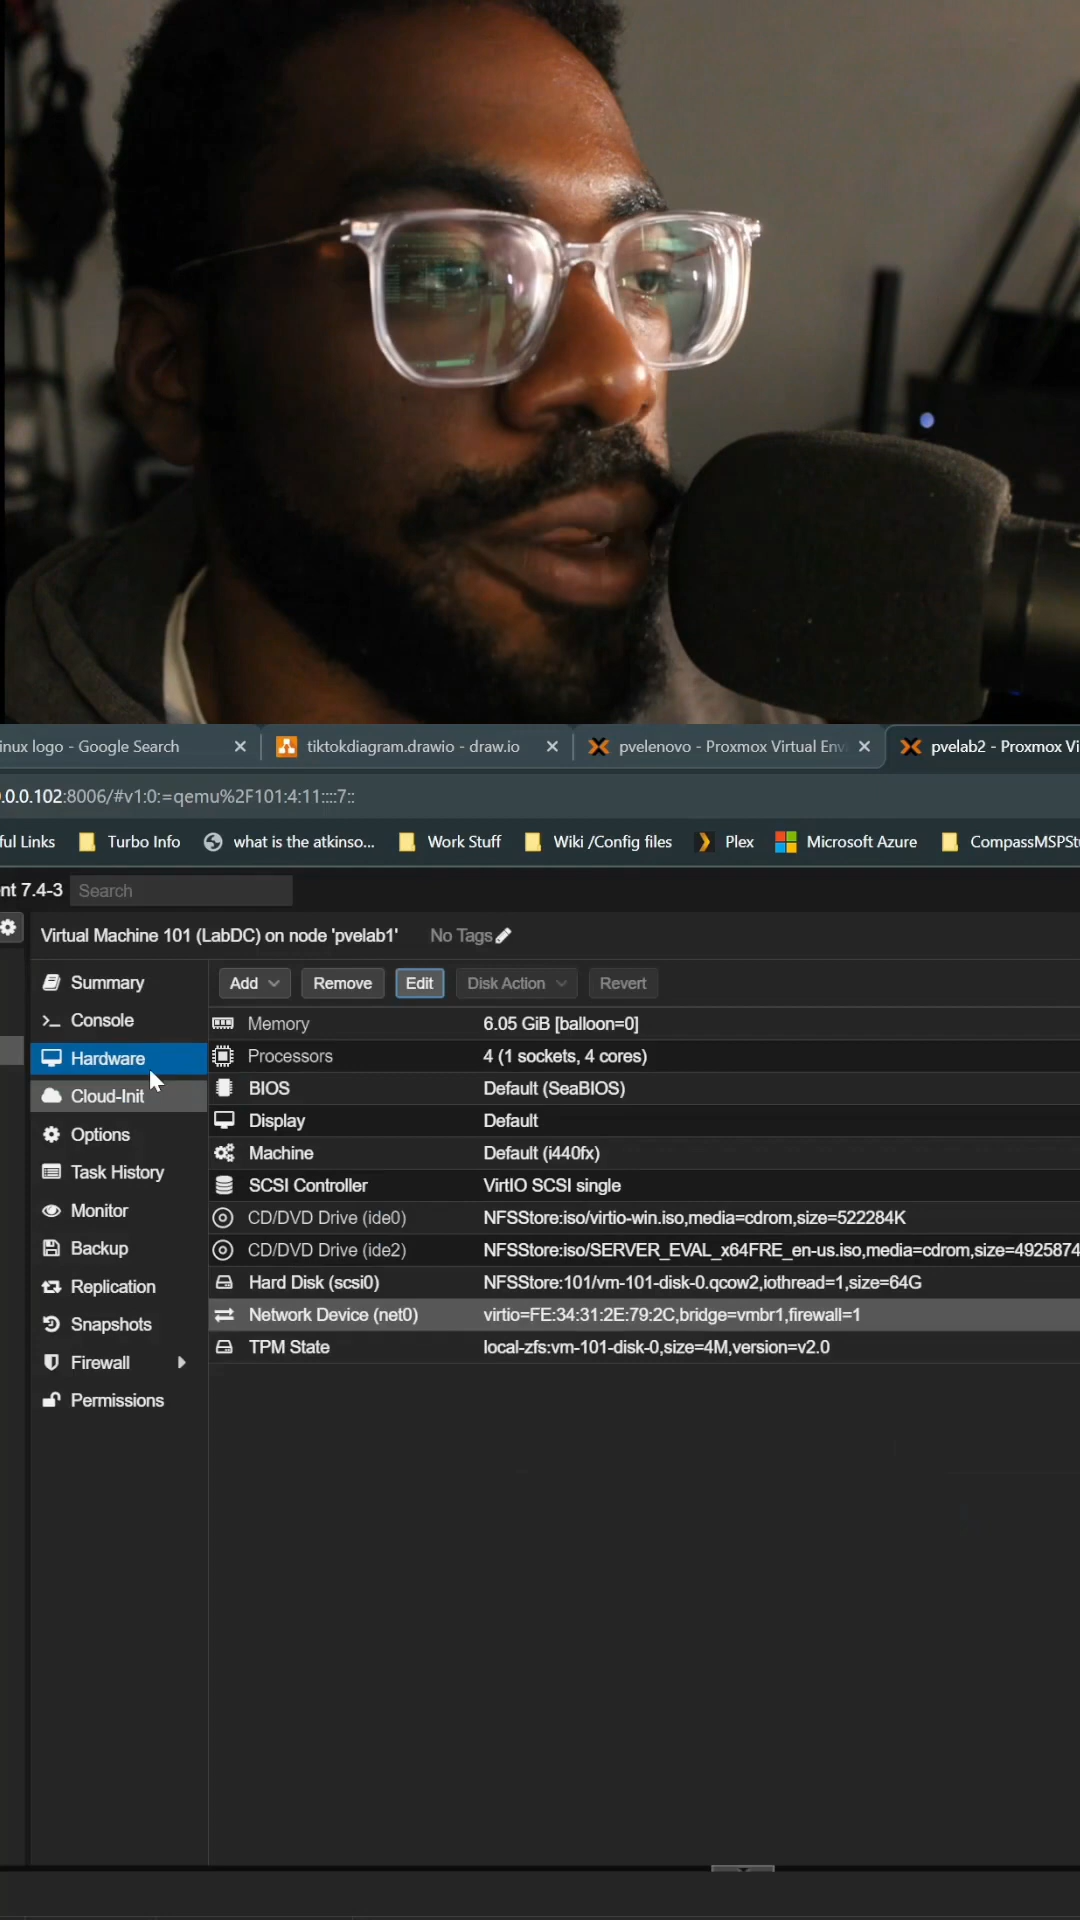 inux logo - Google Search
tiktokdiagram.drawio - draw.io
pvelenovo - Proxmox Virtual Env
pvelab2 - Proxmox Vi
.0.0.102:8006/#v1:0:=qemu%2F101:4:11::::7::
ful Links
Turbo Info
what is the atkinso...
Work Stuff
Wiki /Config files
Plex
Microsoft Azure
CompassMSPStu
nt 7.4-3
Search
Virtual Machine 101 (LabDC) on node 'pvelab1'
No Tags
Summary
Console
Hardware
Cloud-Init
Options
Task History
Monitor
Backup
Replication
Snapshots
Firewall
Permissions
Add
Remove
Edit
Disk Action
Revert
Memory 6.05 GiB [balloon=0]
Processors 4 (1 sockets, 4 cores)
BIOS Default (SeaBIOS)
Display Default
Machine Default (i440fx)
SCSI Controller VirtIO SCSI single
CD/DVD Drive (ide0) NFSStore:iso/virtio-win.iso,media=cdrom,size=522284K
CD/DVD Drive (ide2) NFSStore:iso/SERVER_EVAL_x64FRE_en-us.iso,media=cdrom,size=4925874
Hard Disk (scsi0) NFSStore:101/vm-101-disk-0.qcow2,iothread=1,size=64G
Network Device (net0) virtio=FE:34:31:2E:79:2C,bridge=vmbr1,firewall=1
TPM State local-zfs:vm-101-disk-0,size=4M,version=v2.0